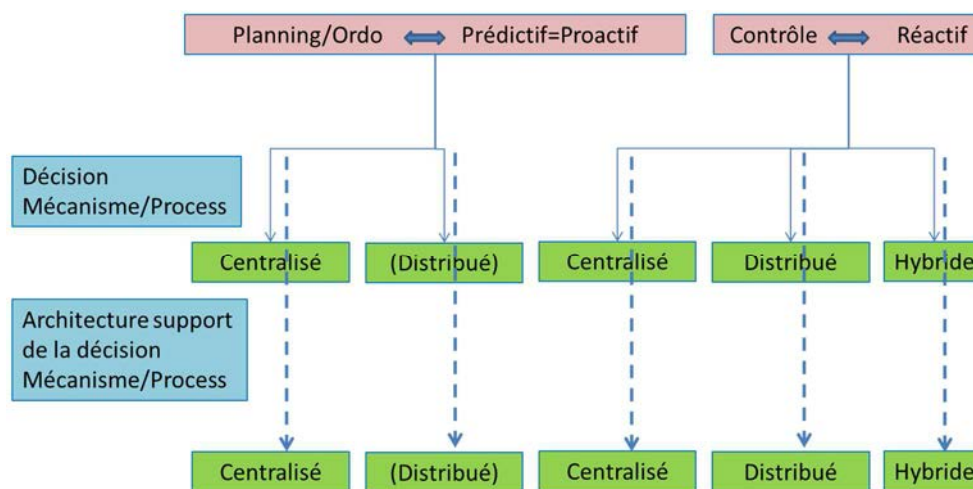 Planning/Ordo Prédictif=Proactif
Contrôle Réactif
Décision
Mécanisme/Process
Centralisé
(Distribué)
Centralisé
Distribué
Hybride
Architecture support
de la décision
Mécanisme/Process
Centralisé
(Distribué)
Centralisé
Distribué
Hybride